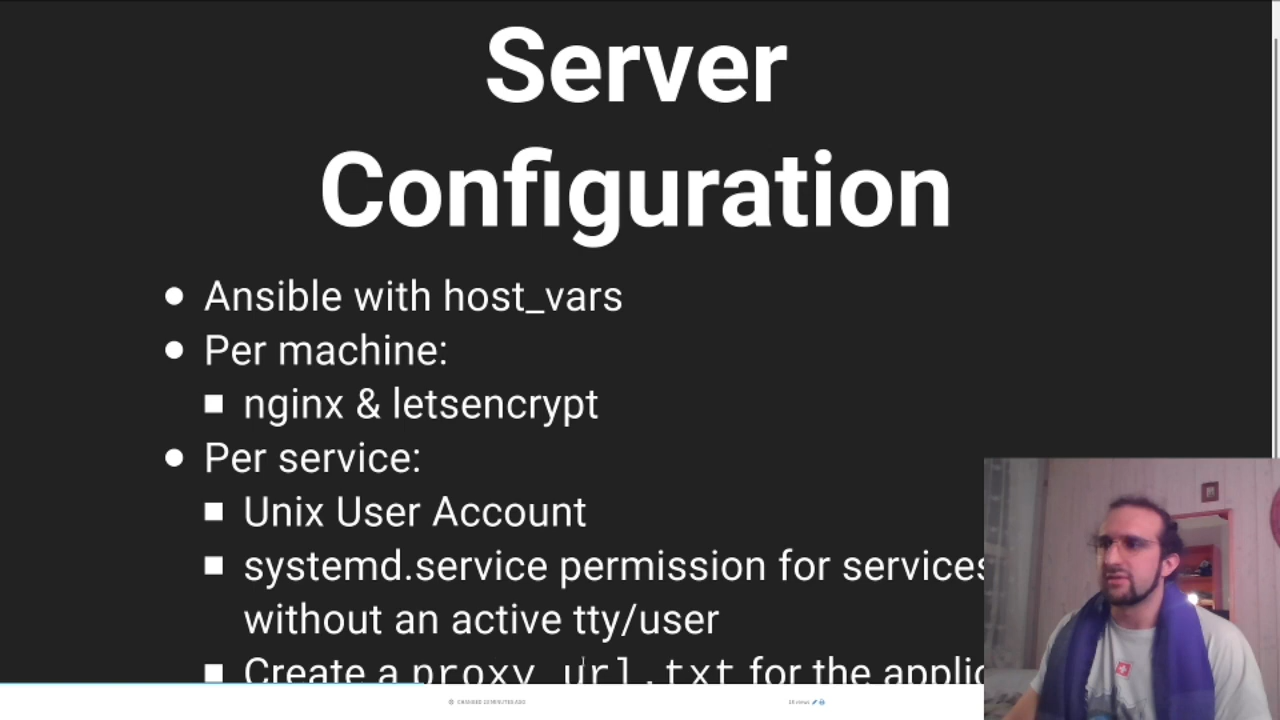 Server
Configuration
Ansible with host_vars
Per machine:
nginx & letsencrypt
Per service:
Unix User Account
systemd.service permission for services
without an active tty/user
Create a proxy_url.txt for the applic